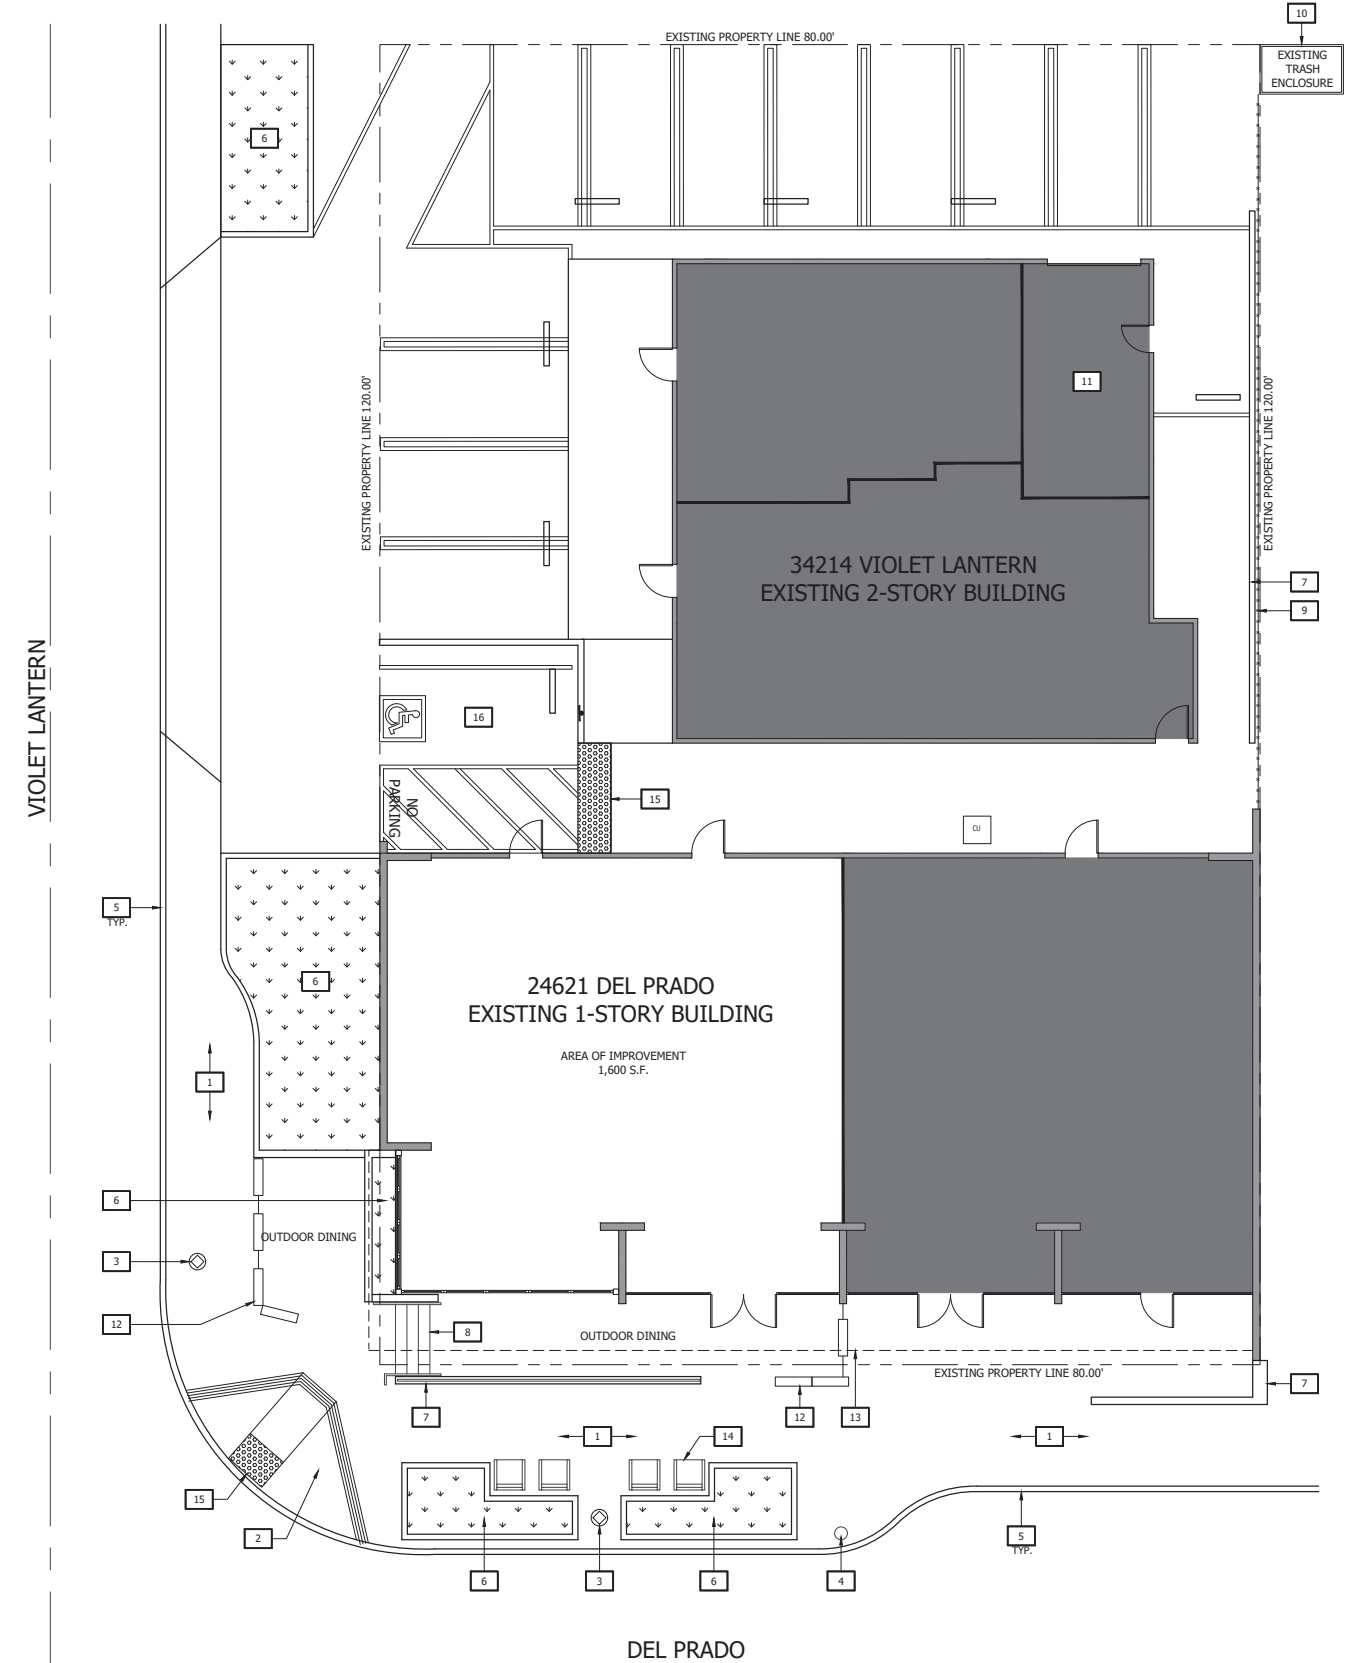 10
EXISTING PROPERTY LINE 80.00'
EXISTING
TRASH
ENCLOSURE
6
11
EXISTING PROPERTY LINE 120.00'
EXISTING PROPERTY LINE 120.00'
34214 VIOLET LANTERN
EXISTING 2-STORY BUILDING
7
9
VIOLET LANTERN
16
NO
PARKING
15
CU
5
TYP.
6
24621 DEL PRADO
EXISTING 1-STORY BUILDING
AREA OF IMPROVEMENT
1,600 S.F.
1
6
OUTDOOR DINING
3
12
8
OUTDOOR DINING
EXISTING PROPERTY LINE 80.00'
7
7
12
13
1
14
1
15
2
5
TYP.
6
3
6
4
DEL PRADO